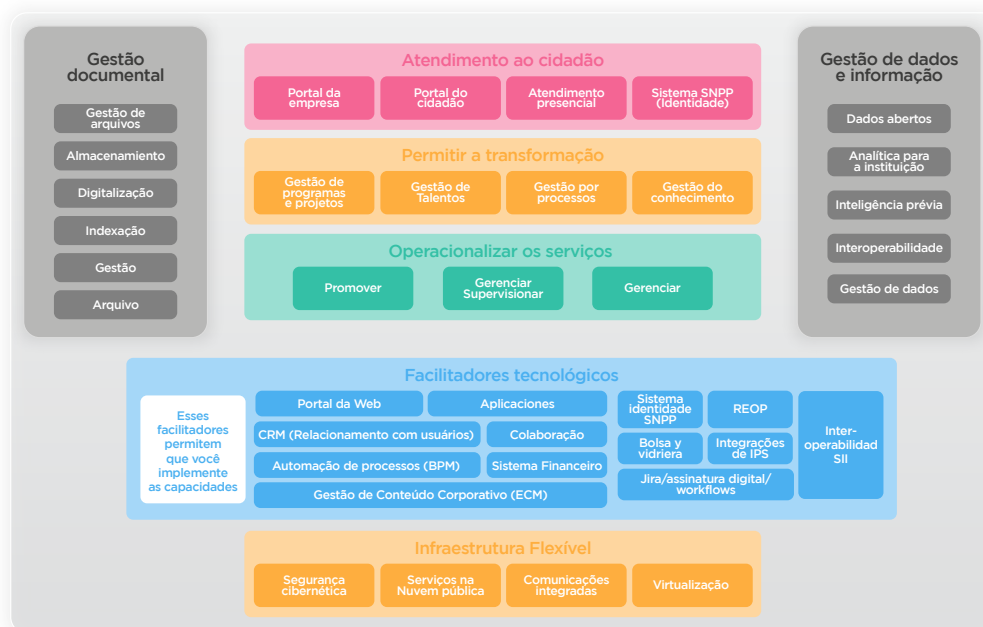 Gestão
documental
Gestão de
arquivos
Almacenamiento
Digitalização
Indexação
Gestão
Arquivo
Atendimento ao cidadão
Portal da
empresa
Portal do
cidadão
Atendimento
presencial
Sistema SNPP
(Identidade)
Permitir a transformação
Gestão de
programas
e projetos
Gestão de
Talentos
Gestão por
processos
Gestão do
conhecimento
Operacionalizar os serviços
Promover
Gerenciar
Supervisionar
Gerenciar
Gestão de dados
e informação
Dados abertos
Analítica para
a instituição
Inteligência prévia
Interoperabilidade
Gestão de dados
Facilitadores tecnológicos
Esses
facilitadores
permitem
que você
implemente
as capacidades
Portal da Web
Aplicaciones
CRM (Relacionamento com usuários)
Colaboração
Automação de processos (BPM)
Sistema Financeiro
Gestão de Conteúdo Corporativo (ECM)
Sistema
identidade
SNPP
REOP
Bolsa y
vidriera
Integrações
de IPS
Jira/assinatura digital/
workflows
Inter-
operabilidad
SII
Infraestrutura Flexível
Segurança
cibernética
Serviços na
Nuvem pública
Comunicações
integradas
Virtualização